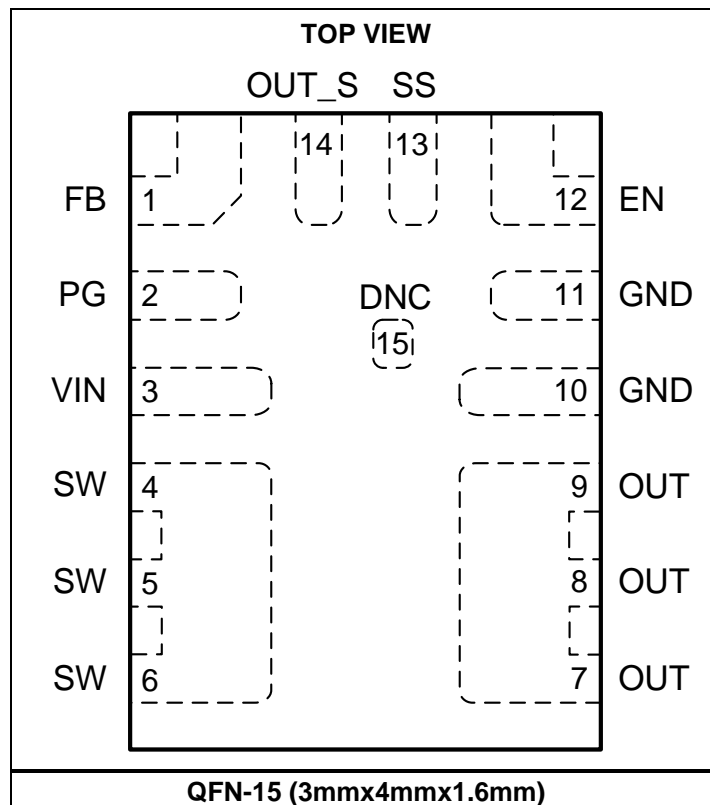 TOP VIEW
OUT_S SS
14 13
FB 1 12 EN
PG 2 DNC 11 GND
15
VIN 3 10 GND
SW 4 9 OUT
SW 5 8 OUT
SW 6 7 OUT
QFN-15 (3mmx4mmx1.6mm)